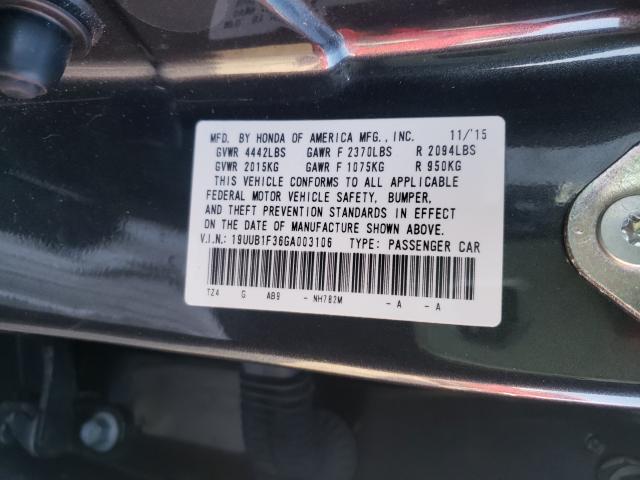 MFD. BY HONDA OF AMERICA MFG., INC. 11/'15
GVWR 4442LBS GAWR F 2370LBS R 2094LBS
GVWR 2015KG GAWR F 1075KG R 950KG
THIS VEHICLE CONFORMS TO ALL APPLICABLE
FEDERAL MOTOR VEHICLE SAFETY, BUMPER,
AND THEFT PREVENTION STANDARDS IN EFFECT
ON THE DATE OF MANUFACTURE SHOWN ABOVE.
V.I.N.: 19UUB1F36GA003106 TYPE: PASSENGER CAR
TZ4 G AB9 - NH782M - A - A